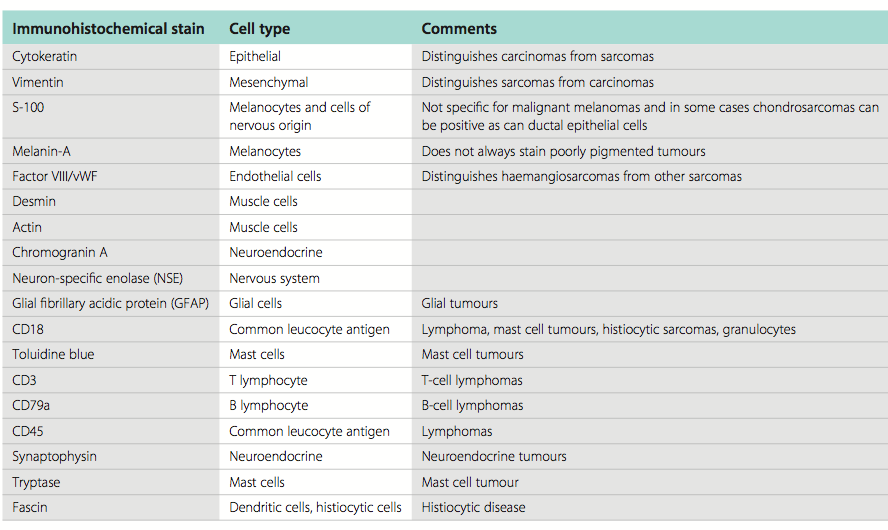 Immunohistochemical stain Cell type Comments
Cytokeratin Epithelial Distinguishes carcinomas from sarcomas
Vimentin Mesenchymal Distinguishes sarcomas from carcinomas
S-100 Melanocytes and cells of Not specific for malignant melanomas and in some cases chondrosarcomas can
nervous origin be positive as can ductal epithelial cells
Melanin-A Melanocytes Does not always stain poorly pigmented tumours
Factor VIII/vWF Endothelial cells Distinguishes haemangiosarcomas from other sarcomas
Desmin Muscle cells
Actin Muscle cells
Chromogranin A Neuroendocrine
Neuron-specific enolase (NSE) Nervous system
Glial fibrillary acidic protein (GFAP) Glial cells Glial tumours
CD18 Common leucocyte antigen Lymphoma, mast cell tumours, histiocytic sarcomas, granulocytes
Toluidine blue Mast cells Mast cell tumours
CD3 T lymphocyte T-cell lymphomas
CD79a B lymphocyte B-cell lymphomas
CD45 Common leucocyte antigen Lymphomas
Synaptophysin Neuroendocrine Neuroendocrine tumours
Tryptase Mast cells Mast cell tumour
Fascin Dendritic cells, histiocytic cells Histiocytic disease